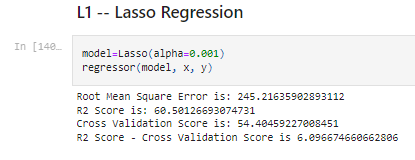 L1 -- Lasso Regression
In [140…
model=Lasso(alpha=0.001)
regressor(model, x, y)
Root Mean Square Error is: 245.21635902893112
R2 Score is: 60.50126693074731
Cross Validation Score is: 54.40459227008451
R2 Score - Cross Validation Score is 6.096674660662806